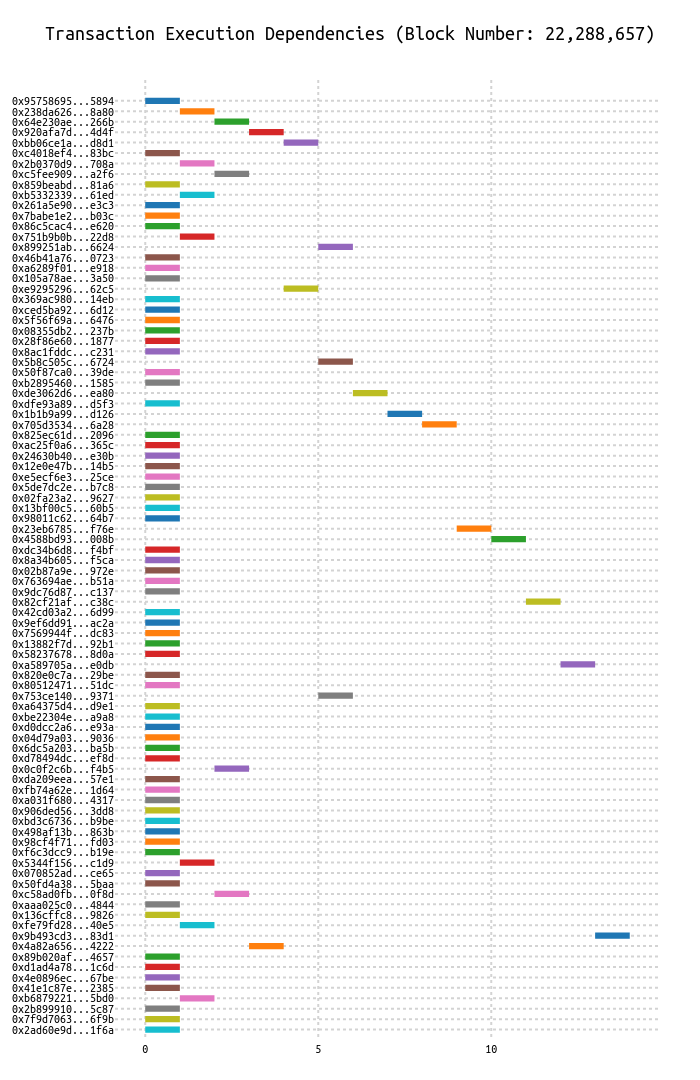 Transaction Execution Dependencies (Block Number: 22,288,657)
0x95758695...5894
0x238da626...8a80
0x64e230ae...266b
0x920afa7d...4d4f
0xbb06ce1a...d8d1
0xc4018ef4...83bc
0x2b0370d9...708a
0xc5fee909...a2f6
0x859beabd...81a6
0xb5332339...61ed
0x261a5e90...e3c3
0x7babe1e2...b03c
0x86c5cac4...e620
0x751b9b0b...22d8
0x899251ab...6624
0x46b41a76...0723
0xa6289f01...e918
0x105a78ae...3a50
0xe9295296...62c5
0x369ac980...14eb
0xced5ba92...6d12
0x5f56f69a...6476
0x08355db2...237b
0x28f86e60...1877
0x8ac1fddc...c231
0x5b8c505c...6724
0x50f87ca0...39de
0xb2895460...1585
0xde3062d6...ea80
0xdfe93a89...d5f3
0x1b1b9a99...d126
0x705d3534...6a28
0x825ec61d...2096
0xac25f0a6...365c
0x24630b40...e30b
0x12e0e47b...14b5
0xe5ecf6e3...25ce
0x5de7dc2e...b7c8
0x02fa23a2...9627
0x13bf00c5...60b5
0x98011c62...64b7
0x23eb6785...f76e
0x4588bd93...008b
0xdc34b6d8...f4bf
0x8a34b605...f5ca
0x02b87a9e...972e
0x763694ae...b51a
0x9dc76d87...c137
0x82cf21af...c38c
0x42cd03a2...6d99
0x9ef6dd91...ac2a
0x7569944f...dc83
0x13882f7d...92b1
0x58237678...8d0a
0xa589705a...e0db
0x820e0c7a...29be
0x80512471...51dc
0x753ce140...9371
0xa64375d4...d9e1
0xbe22304e...a9a8
0xd0dcc2a6...e93a
0x04d79a03...9036
0x6dc5a203...ba5b
0xd78494dc...ef8d
0x0c0f2c6b...f4b5
0xda209eea...57e1
0xfb74a62e...1d64
0xa031f680...4317
0x906ded56...3dd8
0xbd3c6736...b9be
0x498af13b...863b
0x98cf4f71...fd03
0xf6c3dcc9...b19e
0x5344f156...c1d9
0x070852ad...ce65
0x50fd4a38...5baa
0xc58ad0fb...0f8d
0xaaa025c0...4844
0x136cffc8...9826
0xfe79fd28...40e5
0x9b493cd3...83d1
0x4a82a656...4222
0x89b020af...4657
0xd1ad4a78...1c6d
0x4e0896ec...67be
0x41e1c87e...2385
0xb6879221...5bd0
0x2b899910...5c87
0x7f9d7063...6f9b
0x2ad60e9d...1f6a
0 5 10